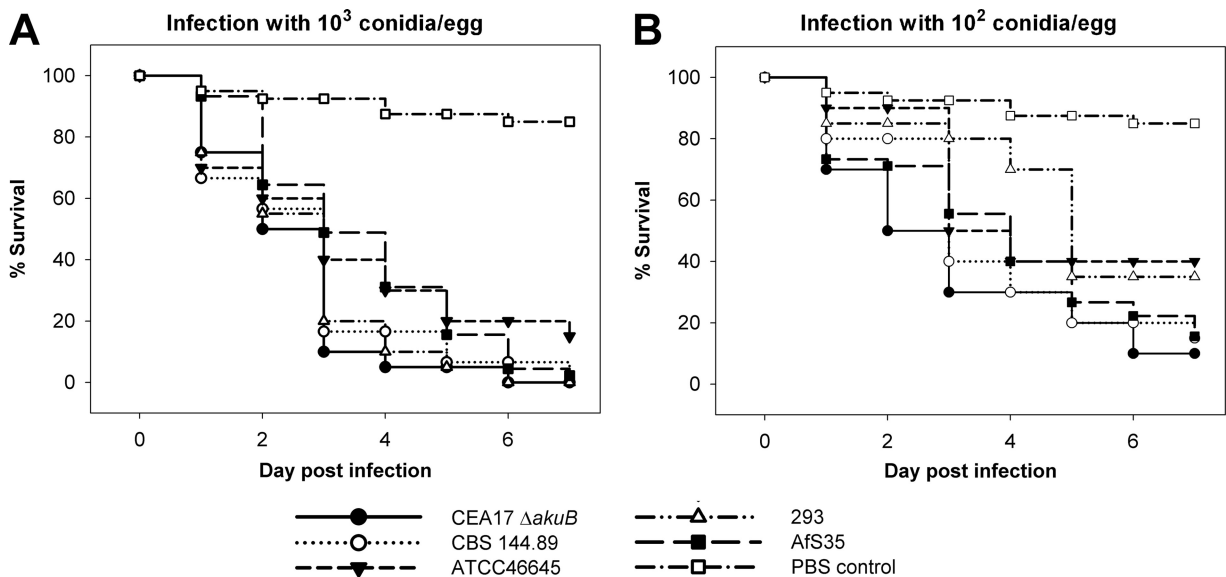 A
Infection with 10³ conidia/egg
% Survival
100
80
60
40
20
0
0 2 4 6
Day post infection
B
Infection with 10² conidia/egg
% Survival
100
80
60
40
20
0
0 2 4 6
Day post infection
CEA17 ΔakuB
CBS 144.89
ATCC46645
293
AfS35
PBS control